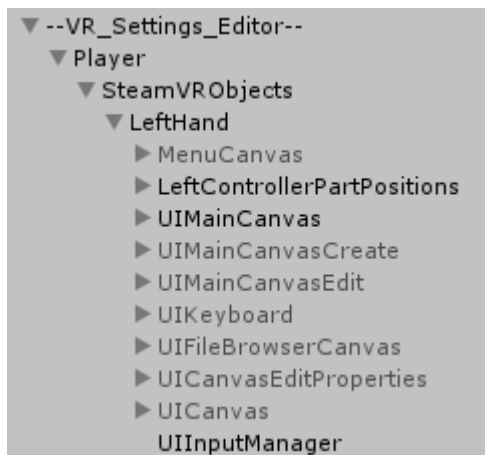 --VR_Settings_Editor--
Player
SteamVRObjects
LeftHand
MenuCanvas
LeftControllerPartPositions
UIMainCanvas
UIMainCanvasCreate
UIMainCanvasEdit
UIKeyboard
UIFileBrowserCanvas
UICanvasEditProperties
UICanvas
UIInputManager